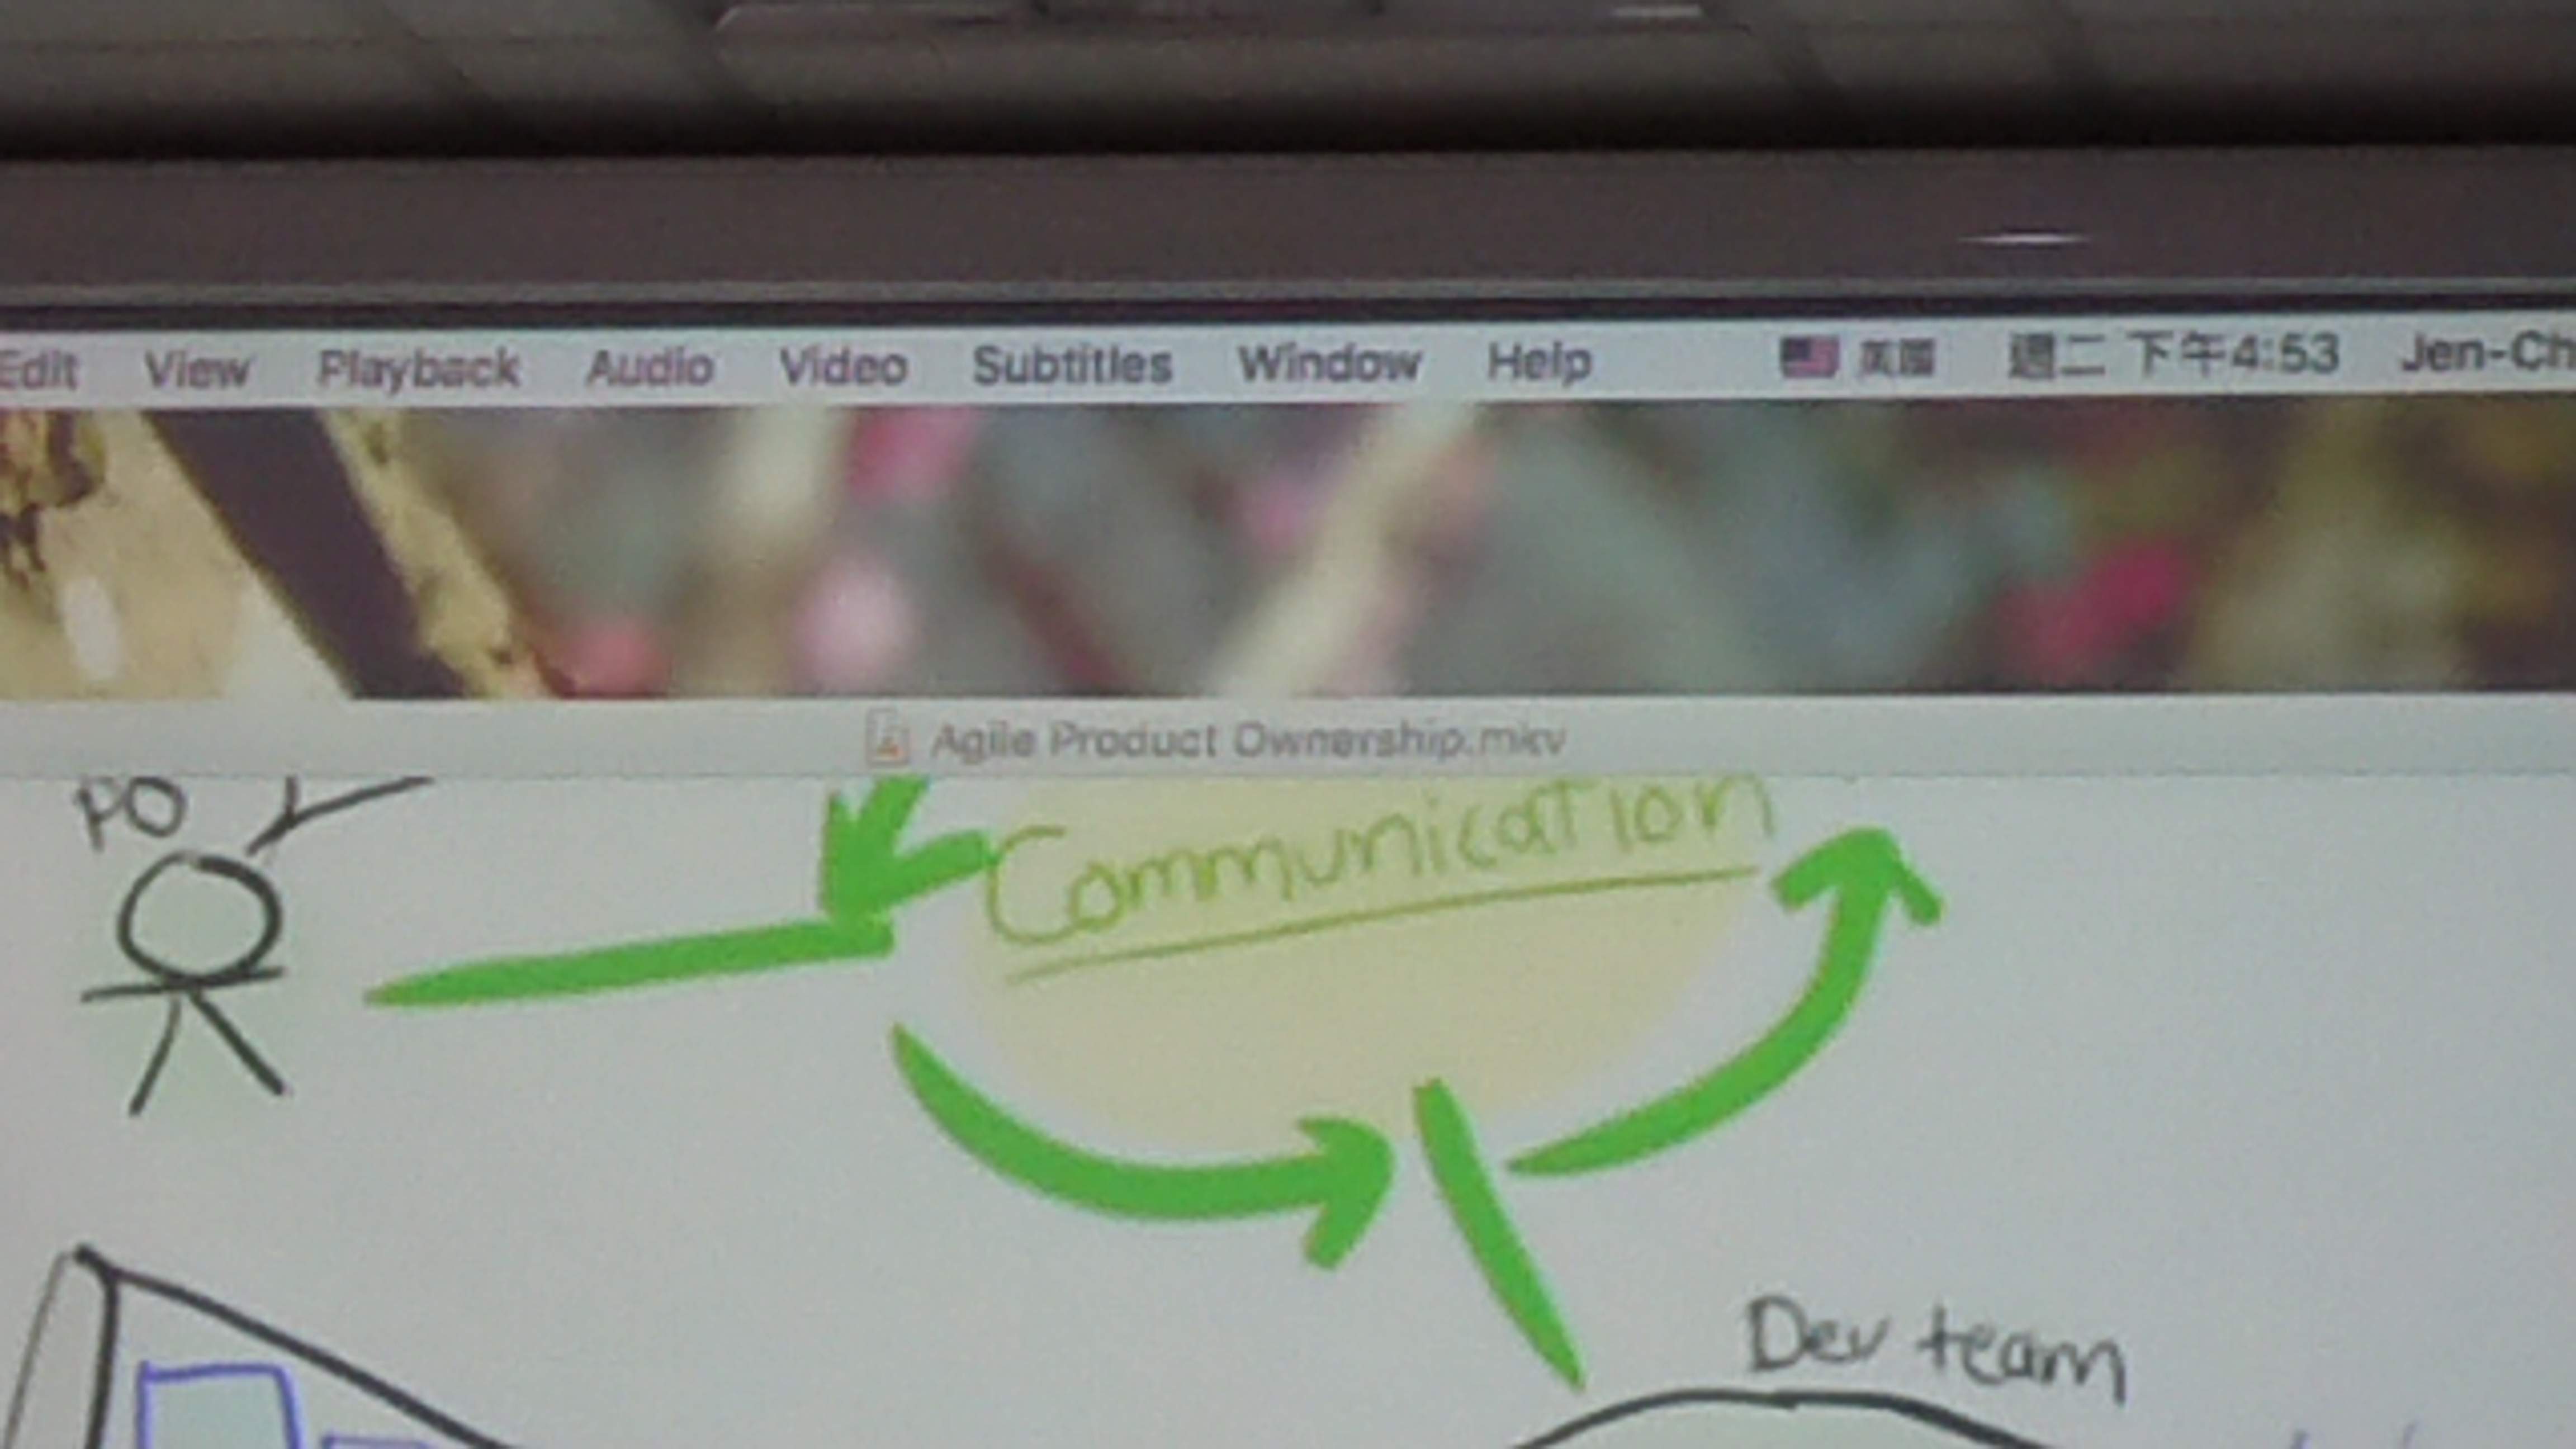 Edit View Playback Audio Video Subtitles Window Help 美國 週二 下午4:53 Jen-Ch
Agile Product Ownership.mkv
PO
Communication
Dev team